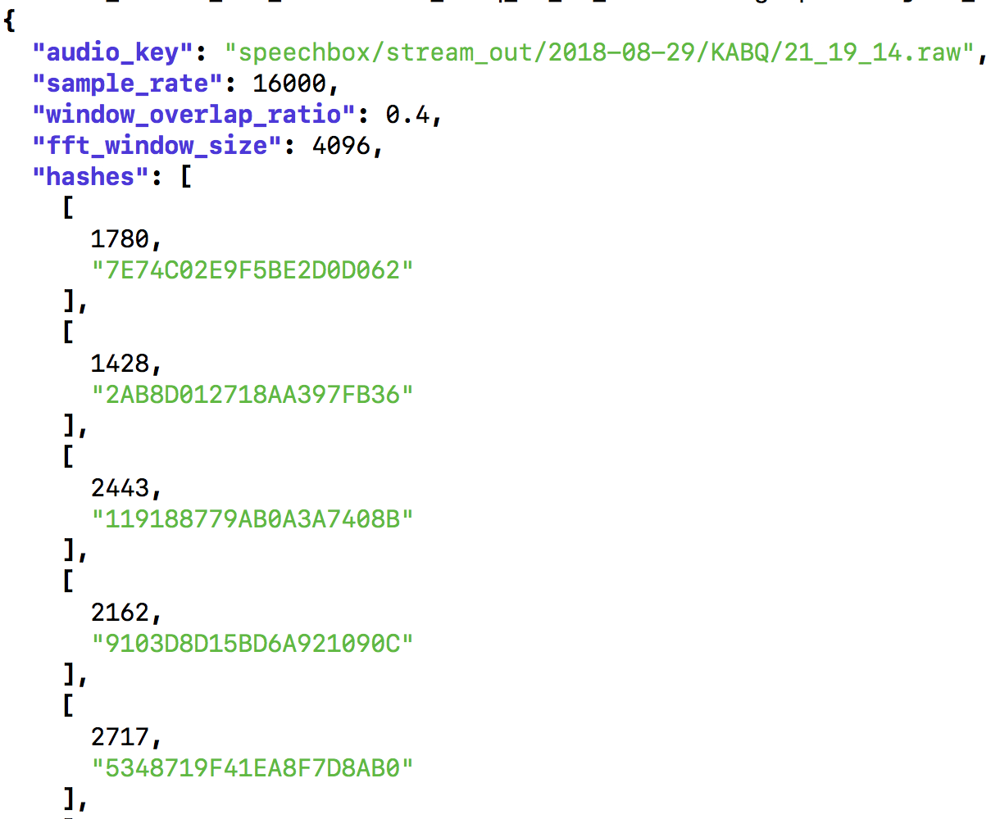 {
"audio_key": "speechbox/stream_out/2018-08-29/KABQ/21_19_14.raw",
"sample_rate": 16000,
"window_overlap_ratio": 0.4,
"fft_window_size": 4096,
"hashes": [
[
1780,
"7E74C02E9F5BE2D0D062"
],
[
1428,
"2AB8D012718AA397FB36"
],
[
2443,
"119188779AB0A3A7408B"
],
[
2162,
"9103D8D15BD6A921090C"
],
[
2717,
"5348719F41EA8F7D8AB0"
],